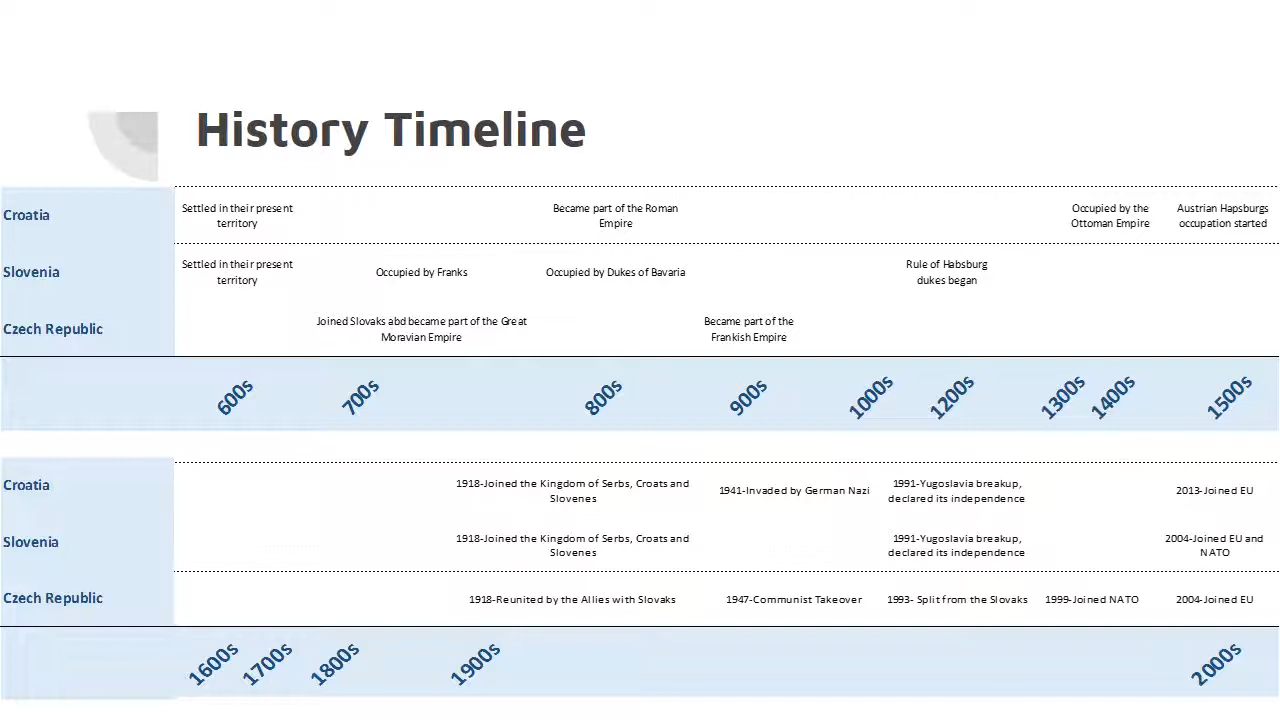 History Timeline
Croatia
Settled in their present
territory
Became part of the Roman
Empire
Occupied by the
Ottoman Empire
Austrian Hapsburgs
occupation started
Slovenia
Settled in their present
territory
Occupied by Franks
Occupied by Dukes of Bavaria
Rule of Habsburg
dukes began
Czech Republic
Joined Slovaks abd became part of the Great
Moravian Empire
Became part of the
Frankish Empire
600s
700s
800s
900s
1000s
1200s
1300s
1400s
1500s
Croatia
1918-Joined the Kingdom of Serbs, Croats and
Slovenes
1941-Invaded by German Nazi
1991-Yugoslavia breakup,
declared its independence
2013-Joined EU
Slovenia
1918-Joined the Kingdom of Serbs, Croats and
Slovenes
1991-Yugoslavia breakup,
declared its independence
2004-Joined EU and
NATO
Czech Republic
1918-Reunited by the Allies with Slovaks
1947-Communist Takeover
1993- Split from the Slovaks
1999-Joined NATO
2004-Joined EU
1600s
1700s
1800s
1900s
2000s